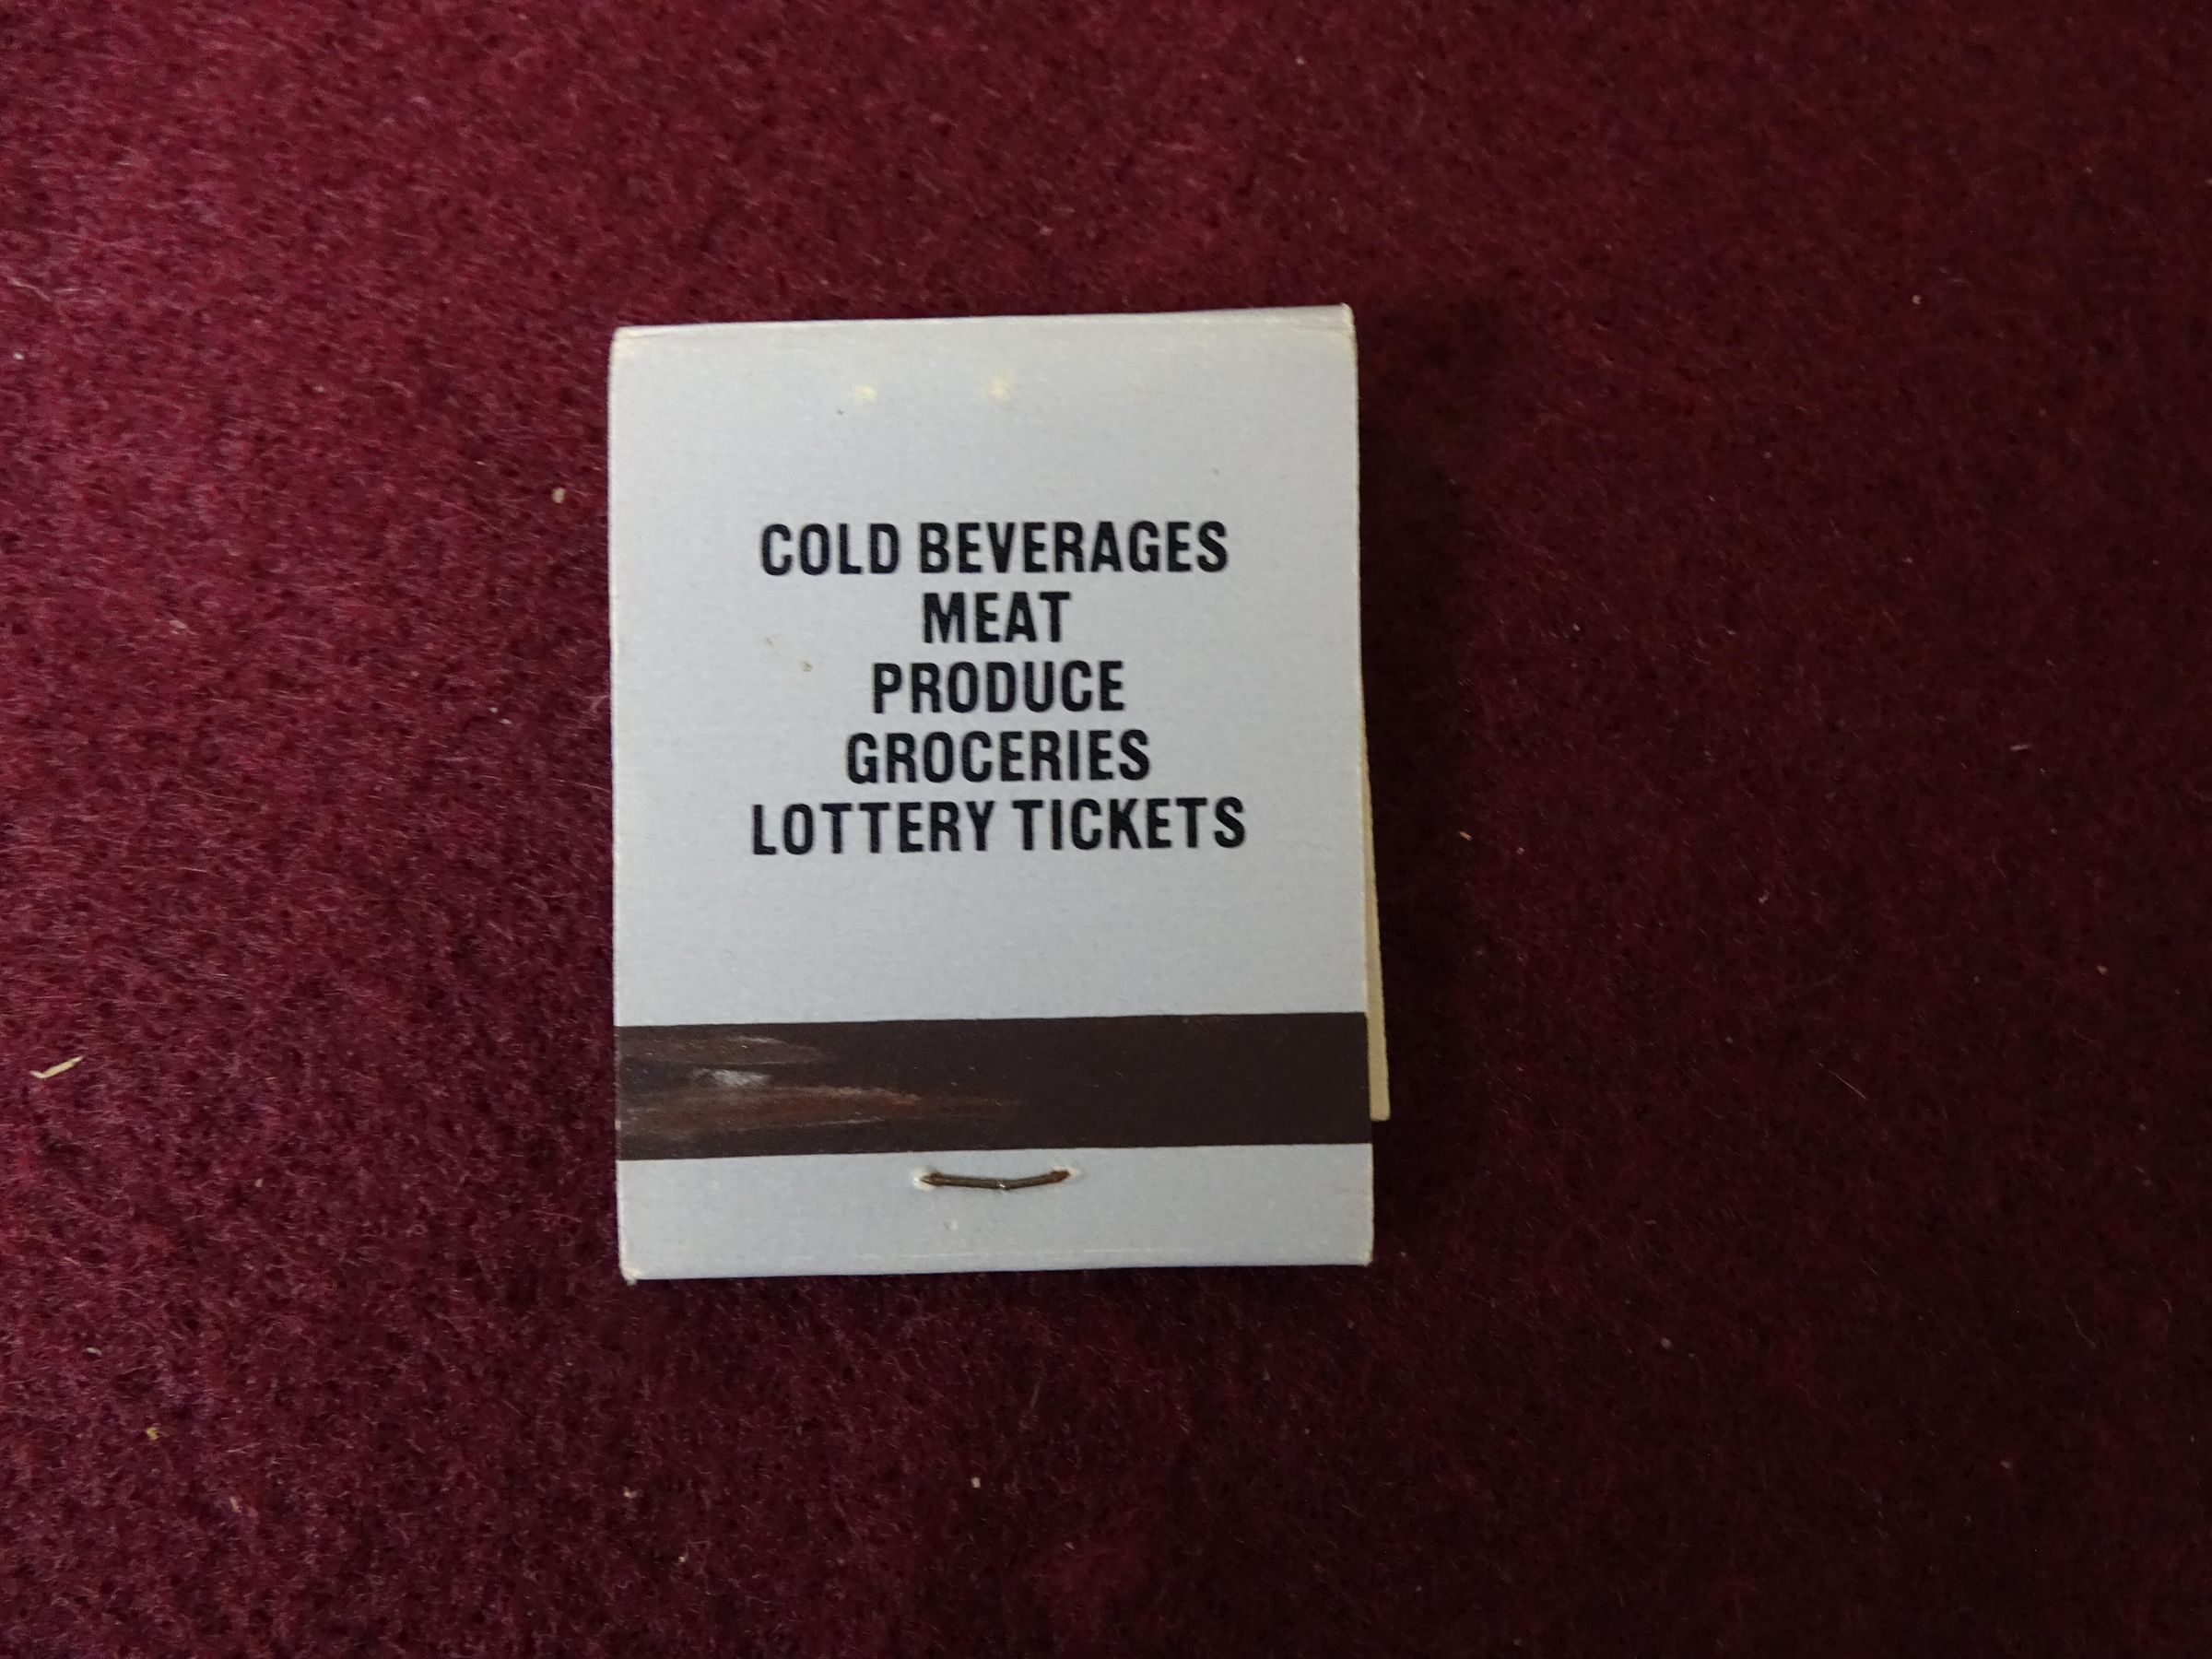 COLD BEVERAGES
MEAT
PRODUCE
GROCERIES
LOTTERY TICKETS